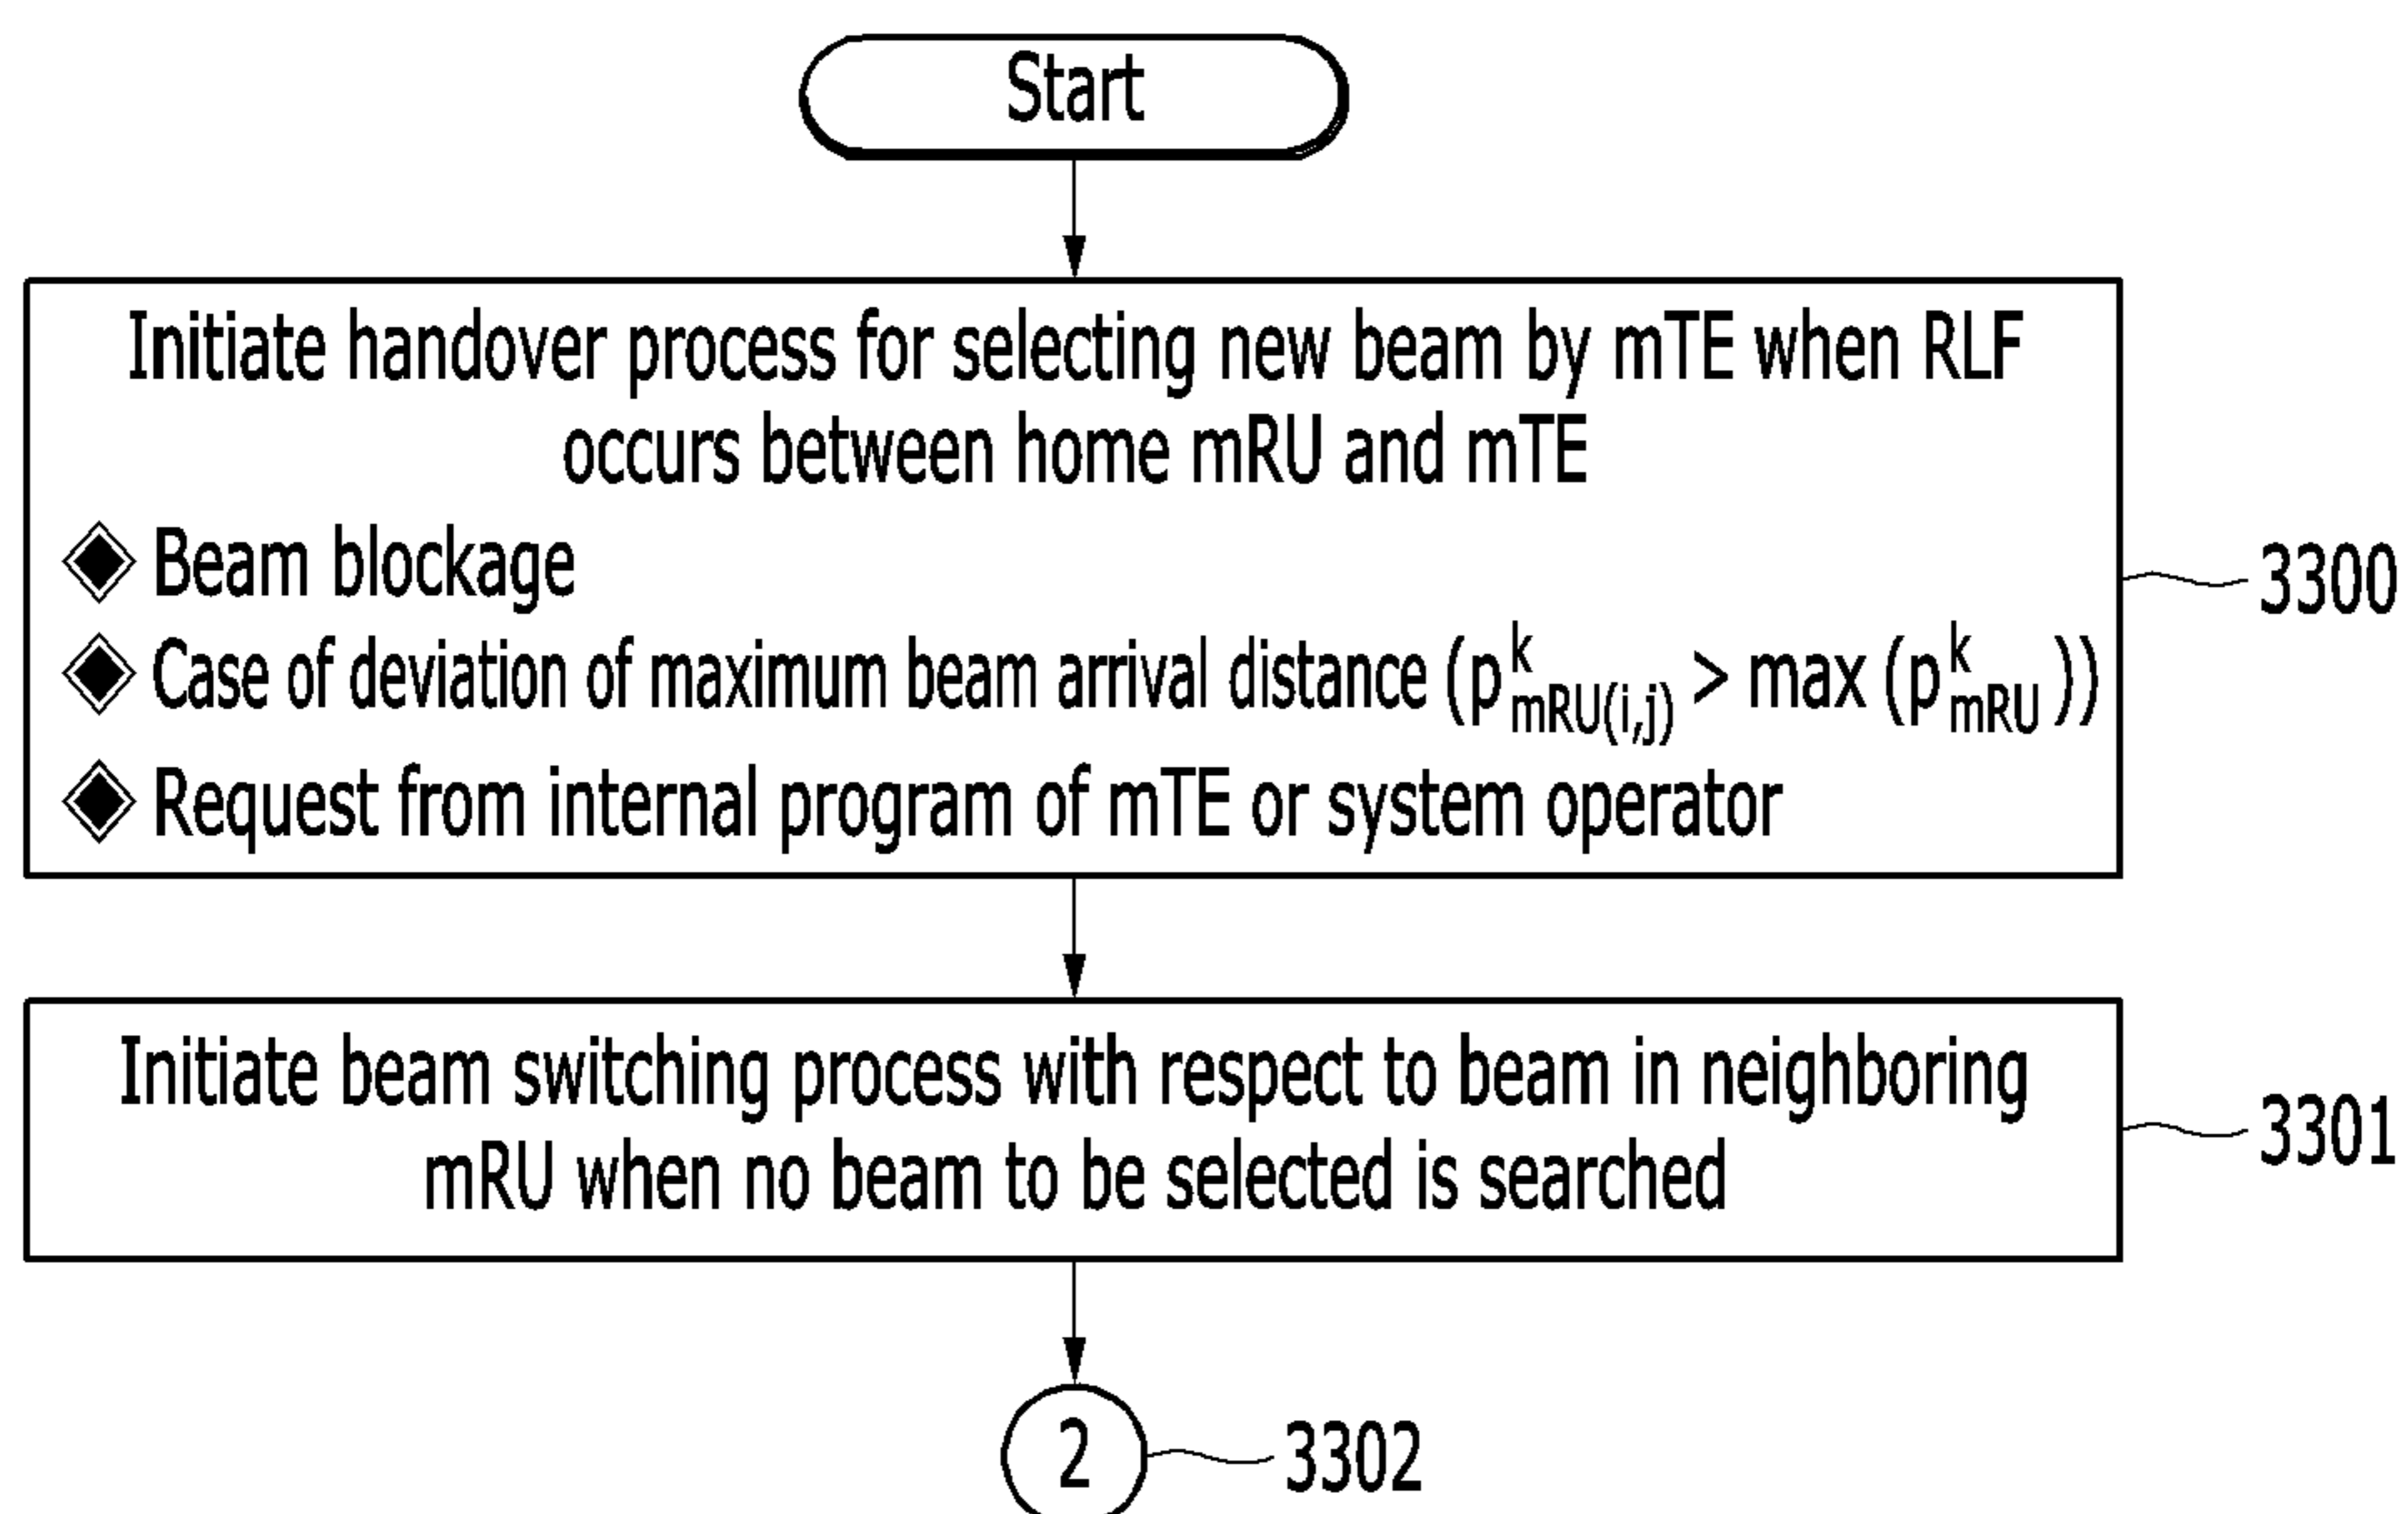 Start
Initiate handover process for selecting new beam by mTE when RLF
occurs between home mRU and mTE
Beam blockage
Case of deviation of maximum beam arrival distance (p^k_mRU(i,j) > max (p^k_mRU))
Request from internal program of mTE or system operator
3300
Initiate beam switching process with respect to beam in neighboring
mRU when no beam to be selected is searched
3301
2
3302